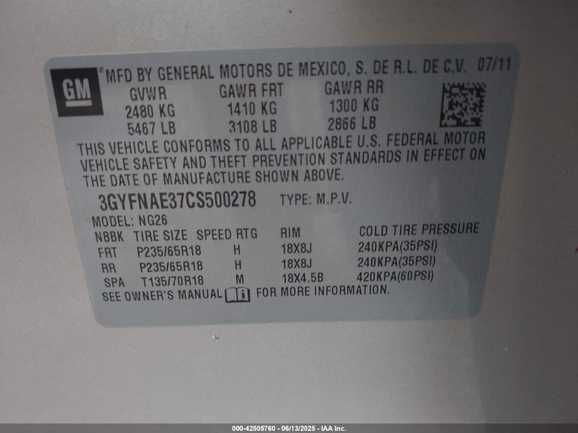 GM
MFD BY GENERAL MOTORS DE MEXICO, S. DE R.L. DE C.V. 07/11
GVWR GAWR FRT GAWR RR
2480 KG 1410 KG 1300 KG
5467 LB 3108 LB 2866 LB
THIS VEHICLE CONFORMS TO ALL APPLICABLE U.S. FEDERAL MOTOR
VEHICLE SAFETY AND THEFT PREVENTION STANDARDS IN EFFECT ON
THE DATE OF MANUFACTURE SHOWN ABOVE.
3GYFNAE37CS500278 TYPE: M.P.V.
MODEL: NG26
NBBK TIRE SIZE SPEED RTG RIM COLD TIRE PRESSURE
FRT P235/65R18 H 18X8J 240KPA(35PSI)
RR P235/65R18 H 18X8J 240KPA(35PSI)
SPA T135/70R18 M 18X4.5B 420KPA(60PSI)
SEE OWNER'S MANUAL FOR MORE INFORMATION.
000-42505760 - 06/13/2025 - IAA Inc.